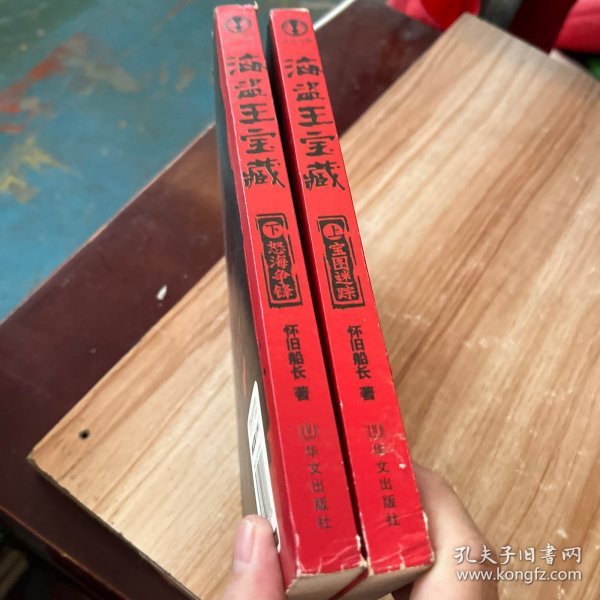 海盗王宝藏
下
怒海争锋
怀旧船长 著
华文出版社
海盗王宝藏
上
宝图迷踪
怀旧船长 著
华文出版社
孔夫子旧书网
www.kongfz.com